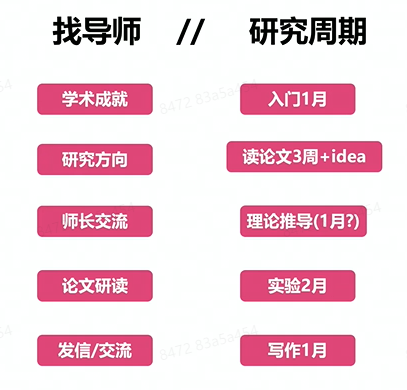 找导师 // 研究周期
学术成就 入门1月
研究方向 读论文3周+idea
师长交流 理论推导(1月?)
论文研读 实验2月
发信/交流 写作1月
8472 83a5a464